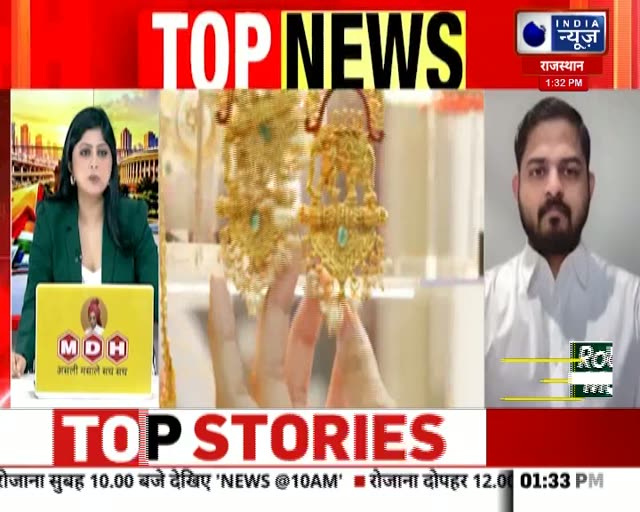 TOP NEWS
INDIA
न्यूज़
राजस्थान
1:32 PM
MDH
असली मसाले सच सच
TOP STORIES
रोजाना सुबह 10.00 बजे देखिए 'NEWS @10AM' ■ रोजाना दोपहर 12.0
01:33 PM